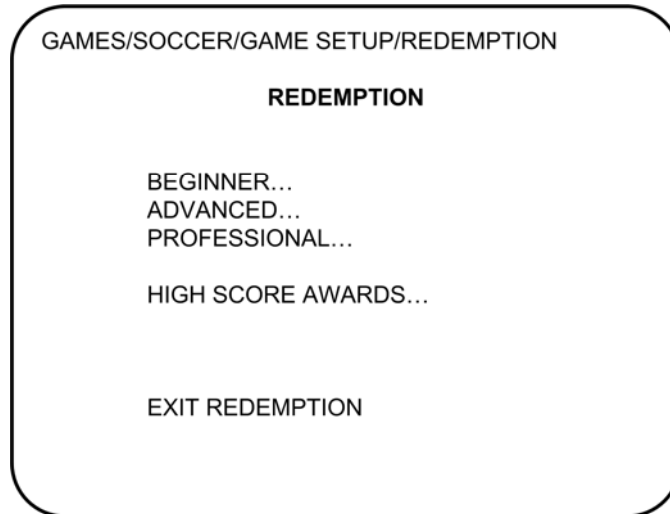 GAMES/SOCCER/GAME SETUP/REDEMPTION
REDEMPTION
BEGINNER…
ADVANCED…
PROFESSIONAL…
HIGH SCORE AWARDS…
EXIT REDEMPTION